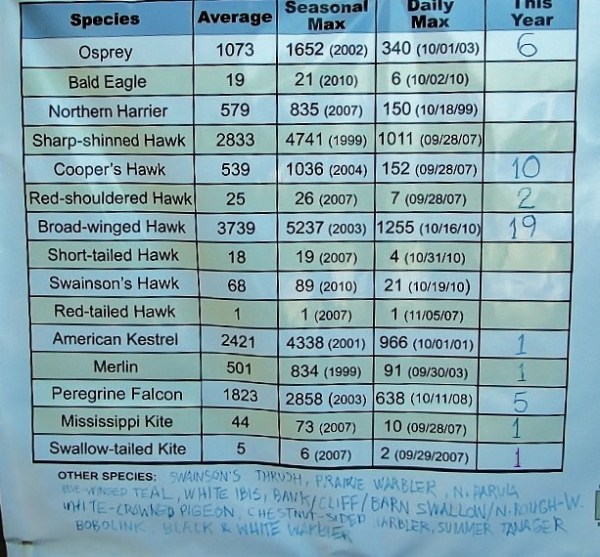 Species Average Seasonal Max Daily Max This Year
Osprey 1073 1652 (2002) 340 (10/01/03) 6
Bald Eagle 19 21 (2010) 6 (10/02/10)
Northern Harrier 579 835 (2007) 150 (10/18/99)
Sharp-shinned Hawk 2833 4741 (1999) 1011 (09/28/07)
Cooper's Hawk 539 1036 (2004) 152 (09/28/07) 10
Red-shouldered Hawk 25 26 (2007) 7 (09/28/07) 2
Broad-winged Hawk 3739 5237 (2003) 1255 (10/16/10) 19
Short-tailed Hawk 18 19 (2007) 4 (10/31/10)
Swainson's Hawk 68 89 (2010) 21 (10/19/10)
Red-tailed Hawk 1 1 (2007) 1 (11/05/07)
American Kestrel 2421 4338 (2001) 966 (10/01/01) 1
Merlin 501 834 (1999) 91 (09/30/03) 1
Peregrine Falcon 1823 2858 (2003) 638 (10/11/08) 5
Mississippi Kite 44 73 (2007) 10 (09/28/07) 1
Swallow-tailed Kite 5 6 (2007) 2 (09/29/2007) 1
OTHER SPECIES: SWAINSON'S THRUSH, PRAIRIE WARBLER, N. PARULA
-WINGED TEAL, WHITE IBIS, BANK/CLIFF/BARN SWALLOW/N. ROUGH-W.
WHITE-CROWNED PIGEON, CHESTNUT-SIDED WARBLER, SUMMER TANAGER
BOBOLINK BLACK & WHITE WARBLER